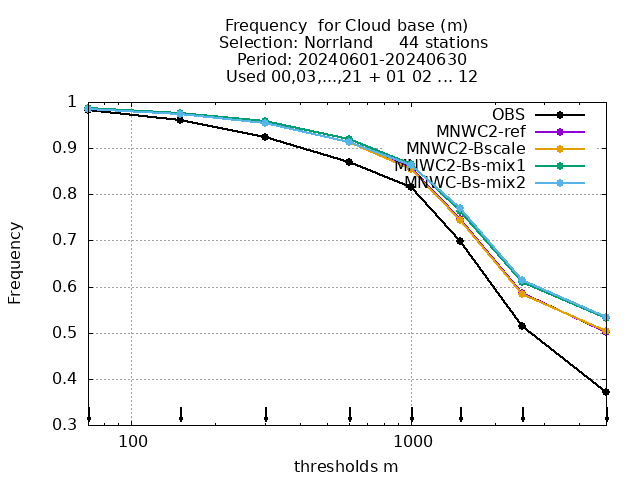 Frequency  for Cloud base (m)
Selection: Norrland     44 stations
Period: 20240601-20240630
Used 00,03,...,21 + 01 02 ... 12
OBS
MNWC2-ref
MNWC2-Bscale
MNWC2-Bs-mix1
MNWC-Bs-mix2
Frequency
1
0.9
0.8
0.7
0.6
0.5
0.4
0.3
100 1000
thresholds m